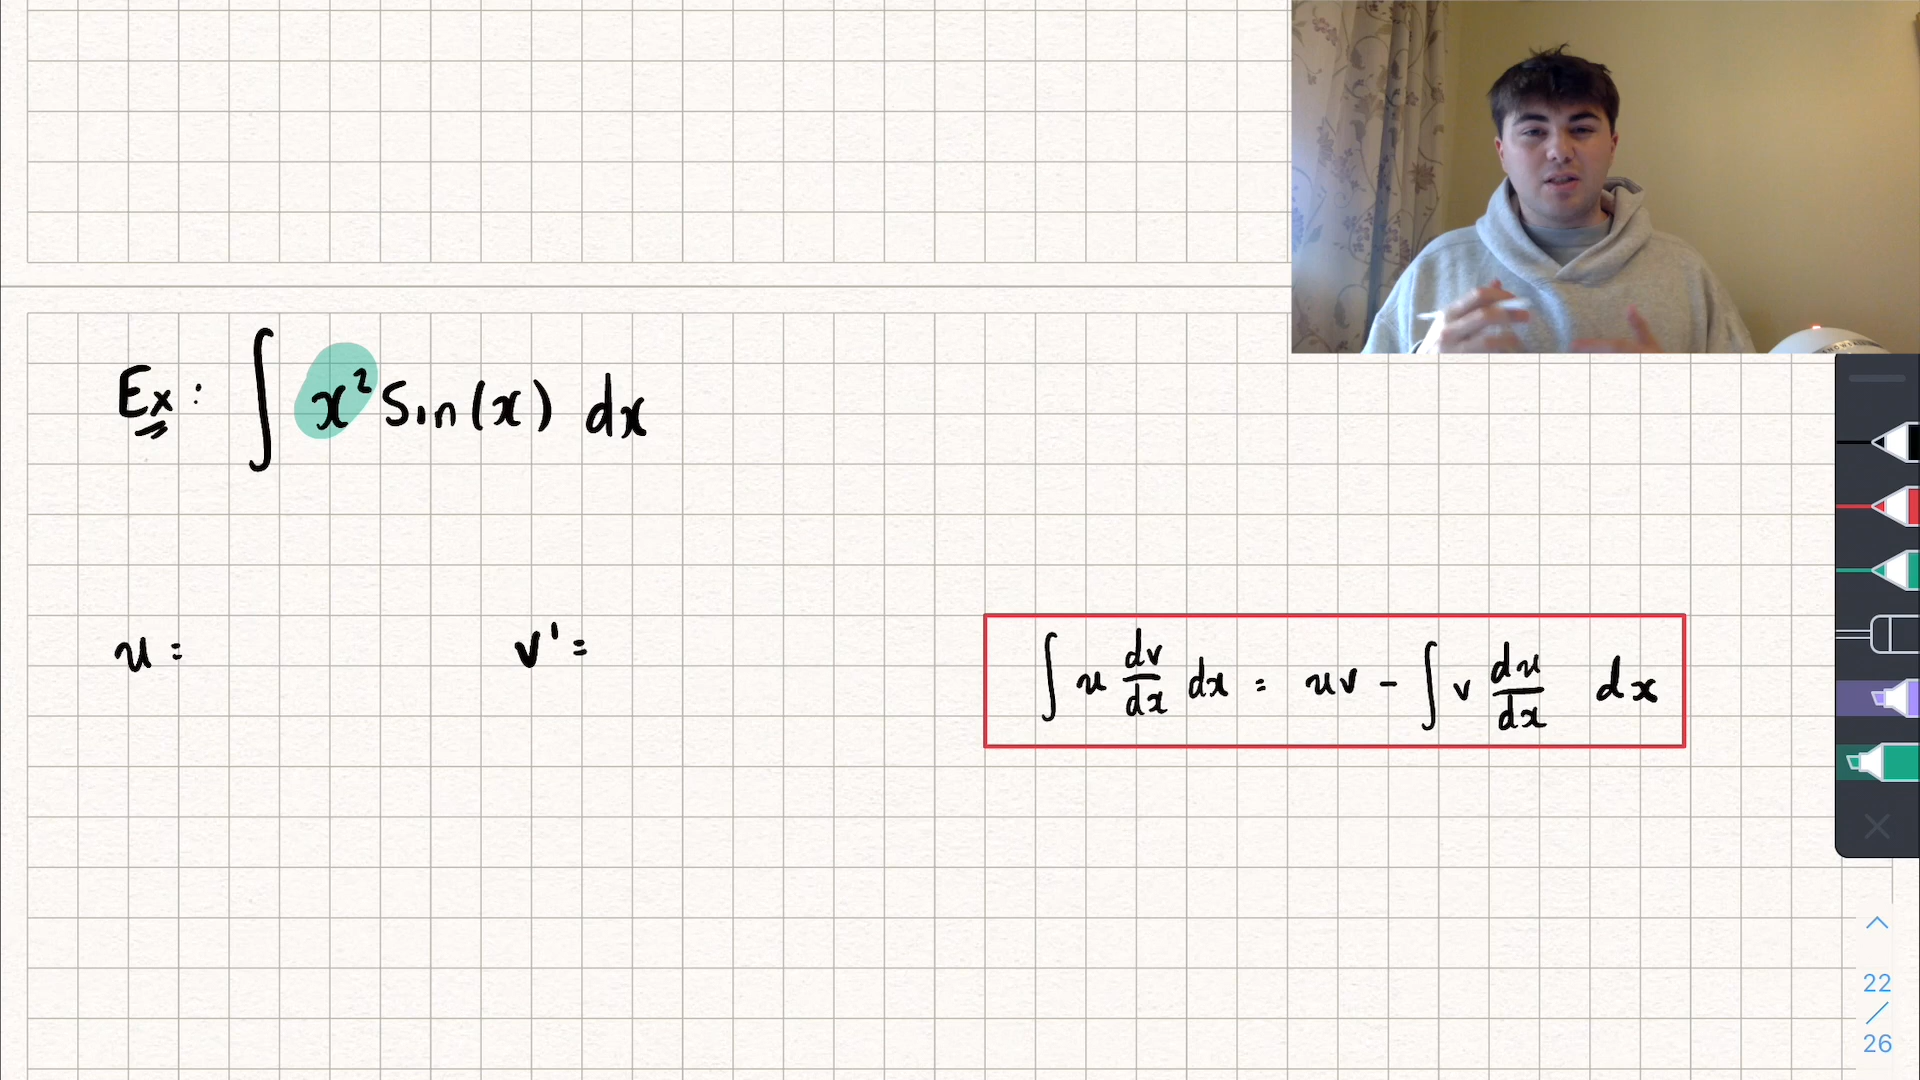 Ex: ∫ x² Sin(x) dx
u =
v' =
∫ u dv/dx dx = uv - ∫ v du/dx dx
22
/
26